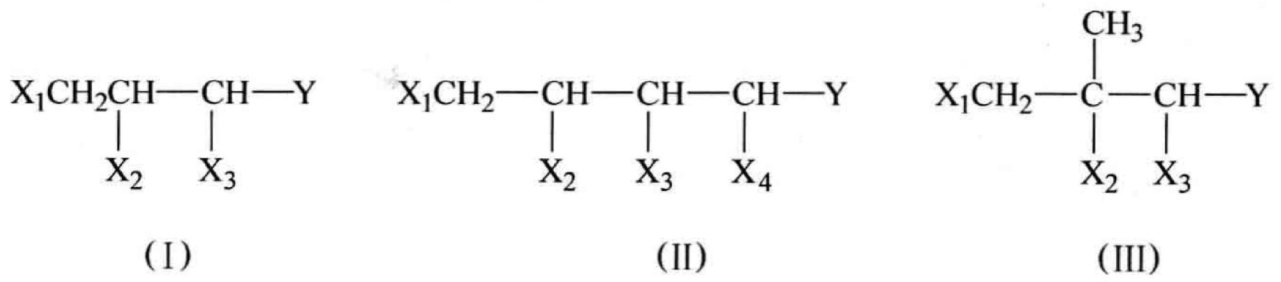 CH₃
X₁CH₂CH—CH—Y X₁CH₂—CH—CH—CH—Y X₁CH₂—C—CH—Y
X₂ X₃ X₂ X₃ X₄ X₂ X₃
(Ⅰ) (Ⅱ) (Ⅲ)